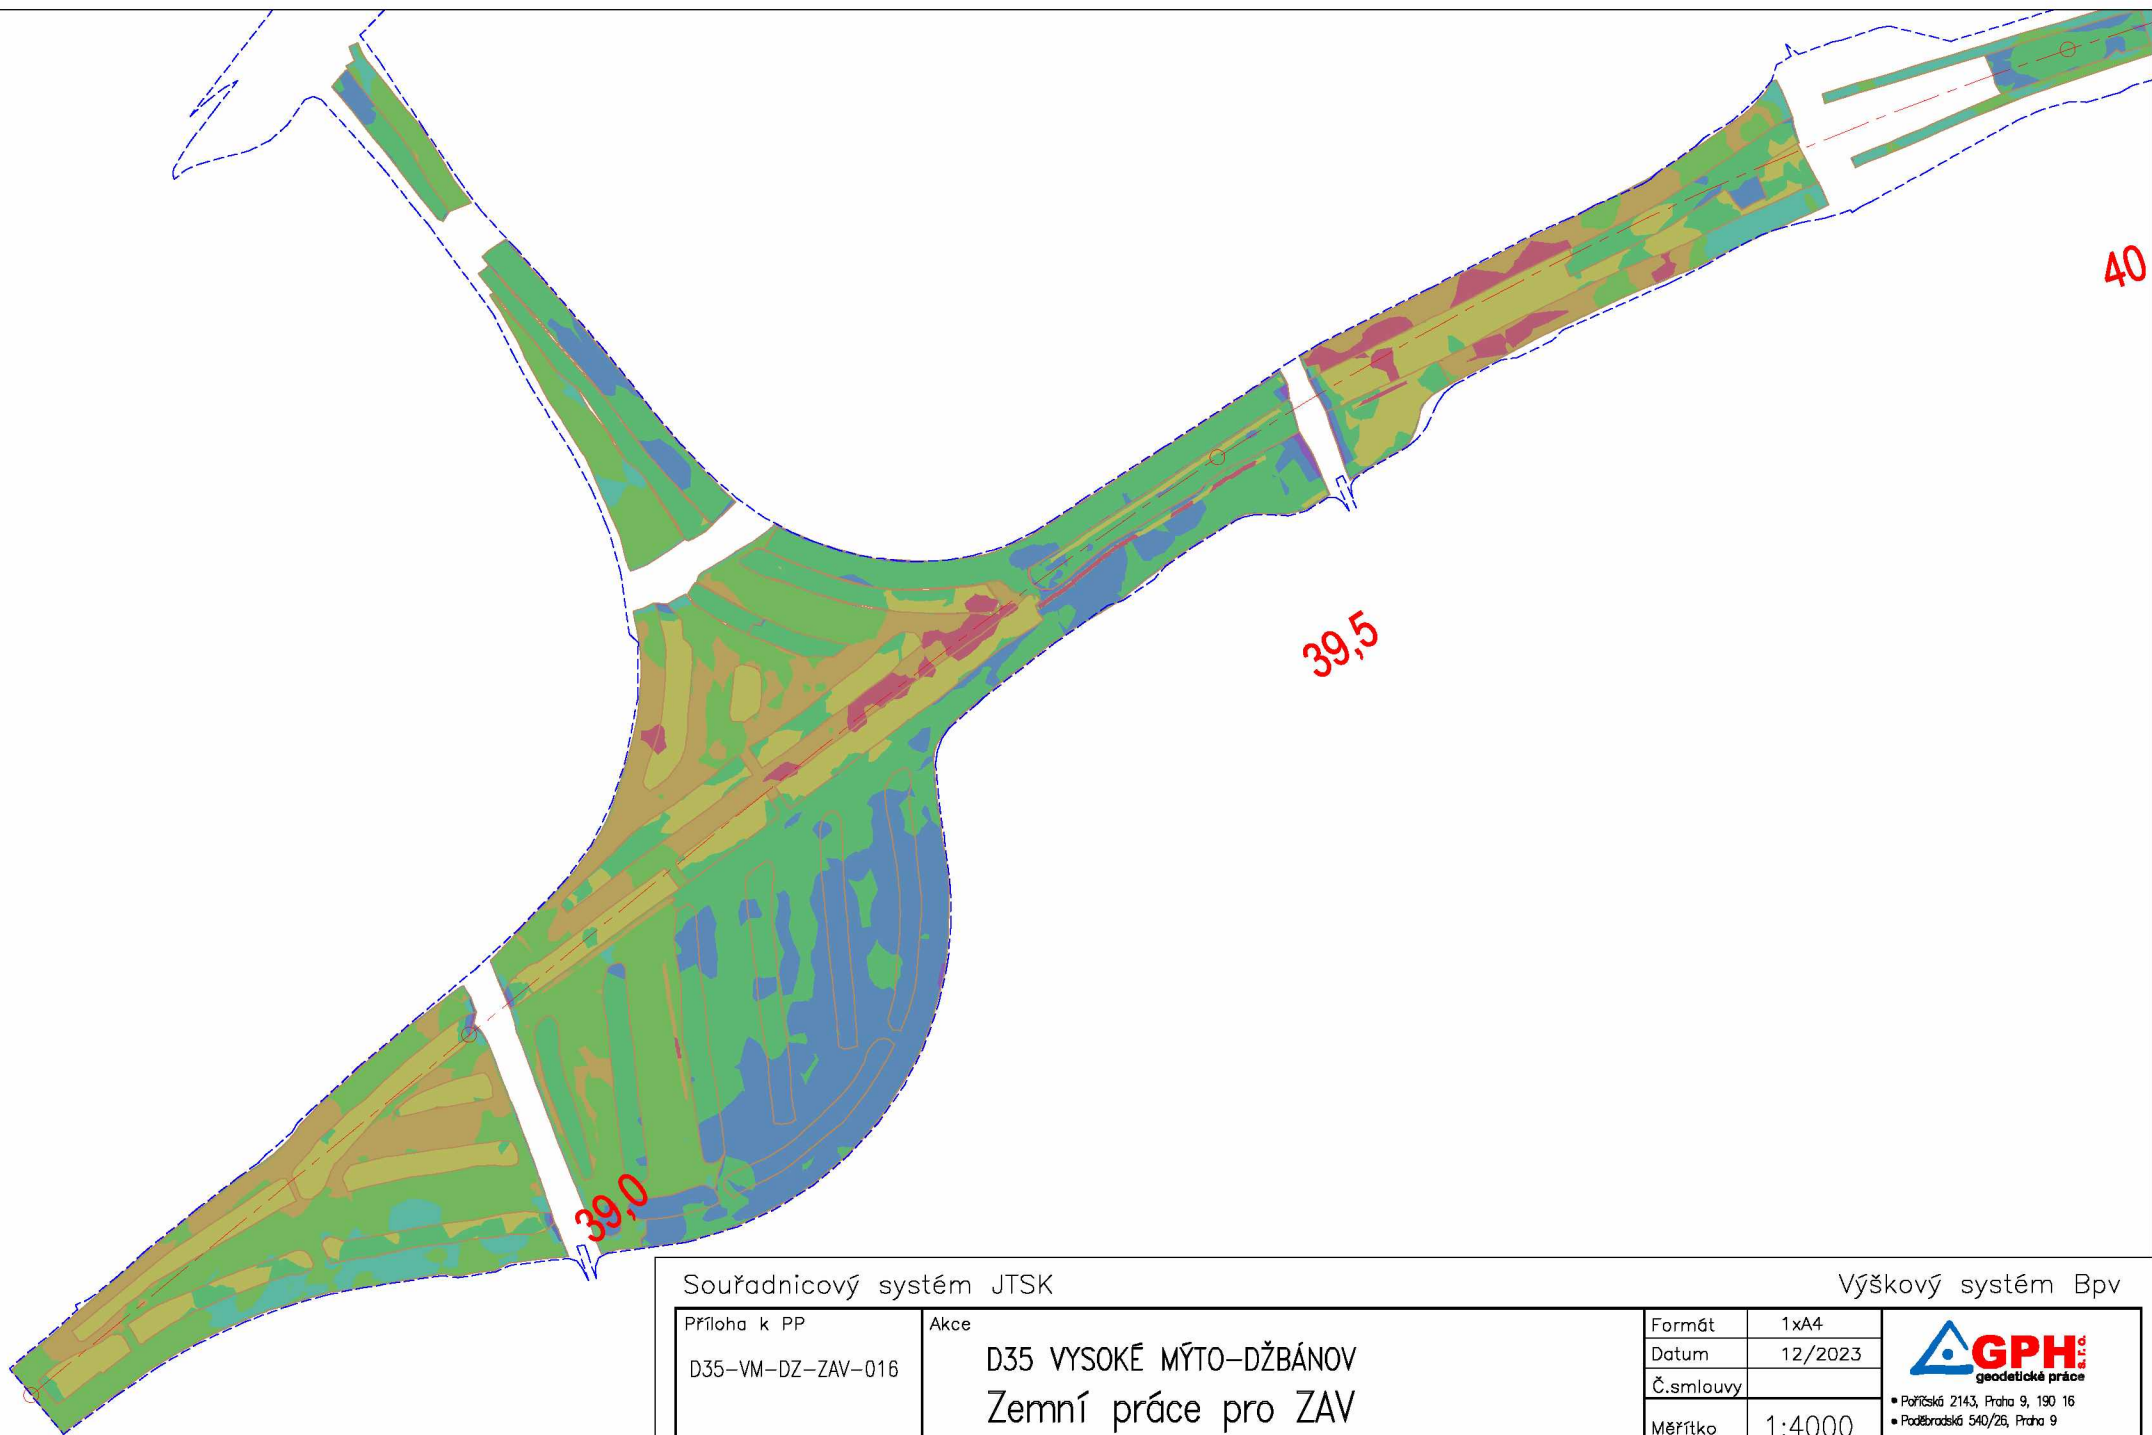 40
39,5
39,0
Souřadnicový systém JTSK
Výškový systém Bpv
Příloha k PP
D35-VM-DZ-ZAV-016
Akce
D35 VYSOKÉ MÝTO-DŽBÁNOV
Zemní práce pro ZAV
Formát 1xA4
Datum 12/2023
Č.smlouvy
Měřítko 1:4000
GPH s.r.o.
geodetické práce
• Poříčská 2143, Praha 9, 190 16
• Poděbradská 540/26, Praha 9